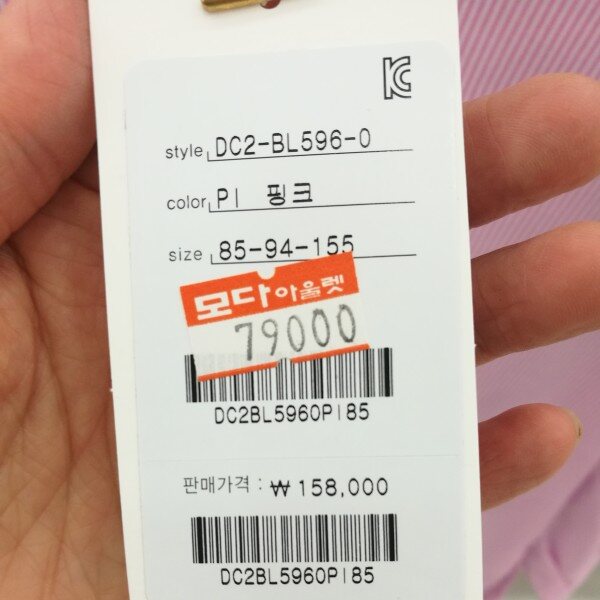 KC
style DC2-BL596-0
color PI 핑크
size 85-94-155
모다아울렛
79000
DC2BL5960PI85
판매가격 : ₩ 158,000
DC2BL5960PI85